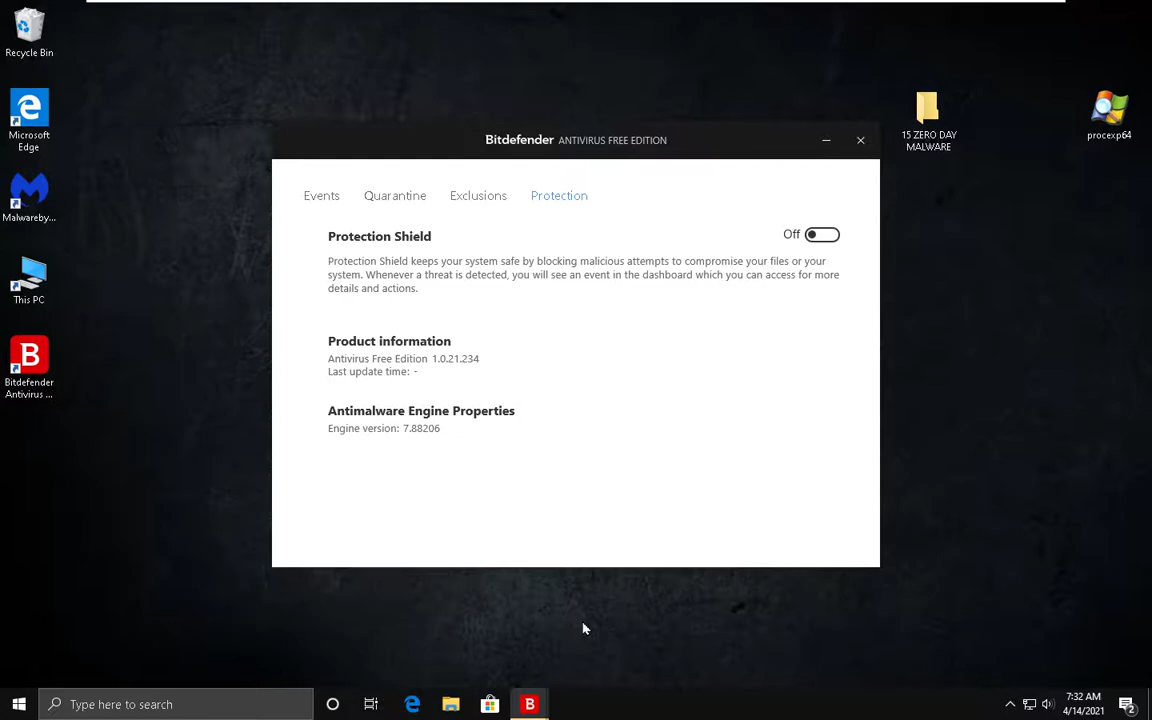 Recycle Bin
Microsoft
Edge
Malwareby...
This PC
Bitdefender
Antivirus ...
15 ZERO DAY
MALWARE
procexp64
Bitdefender ANTIVIRUS FREE EDITION
Events Quarantine Exclusions Protection
Protection Shield Off
Protection Shield keeps your system safe by blocking malicious attempts to compromise your files or your
system. Whenever a threat is detected, you will see an event in the dashboard which you can access for more
details and actions.
Product information
Antivirus Free Edition 1.0.21.234
Last update time: -
Antimalware Engine Properties
Engine version: 7.88206
Type here to search
B
7:32 AM
4/14/2021
2